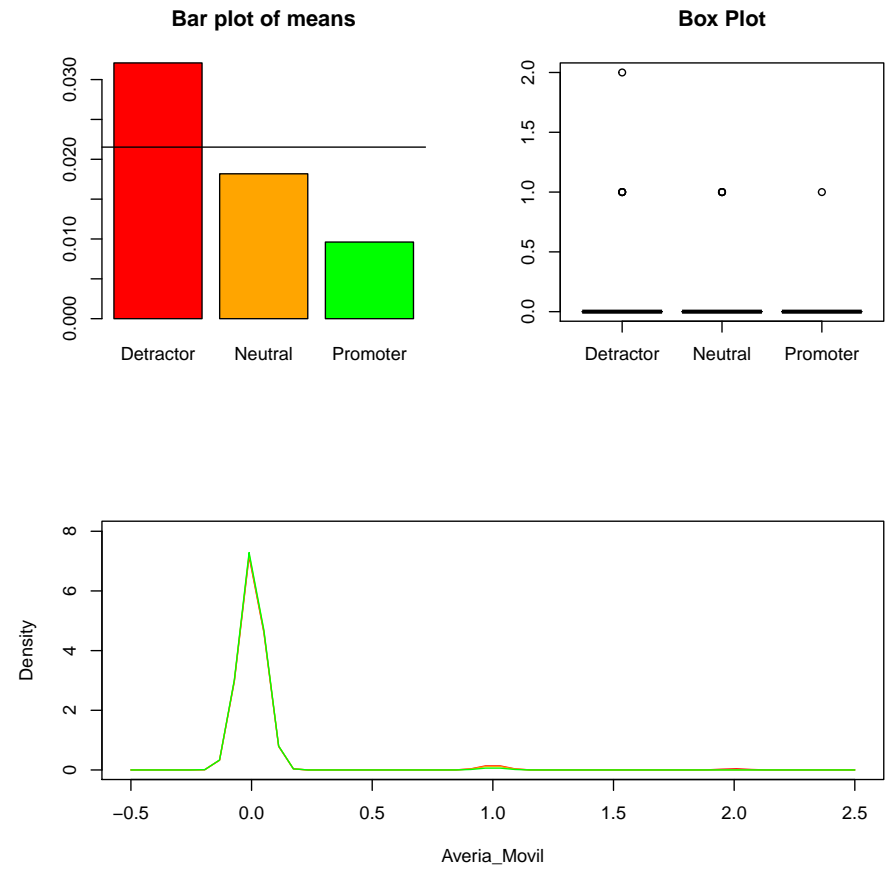 Bar plot of means
0.000 0.010 0.020 0.030
Detractor Neutral Promoter
Box Plot
0.0 0.5 1.0 1.5 2.0
Detractor Neutral Promoter
Density
0 2 4 6 8
−0.5 0.0 0.5 1.0 1.5 2.0 2.5
Averia_Movil